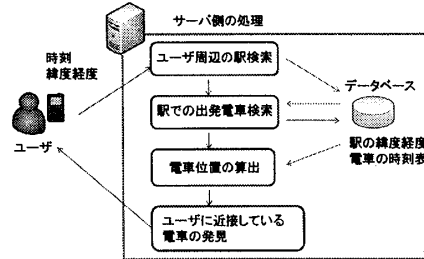 サーバ側の処理
時刻
緯度経度
ユーザ
ユーザ周辺の駅検索
駅での出発電車検索
電車位置の算出
ユーザに近接している
電車の発見
データベース
駅の緯度経度
電車の時刻表